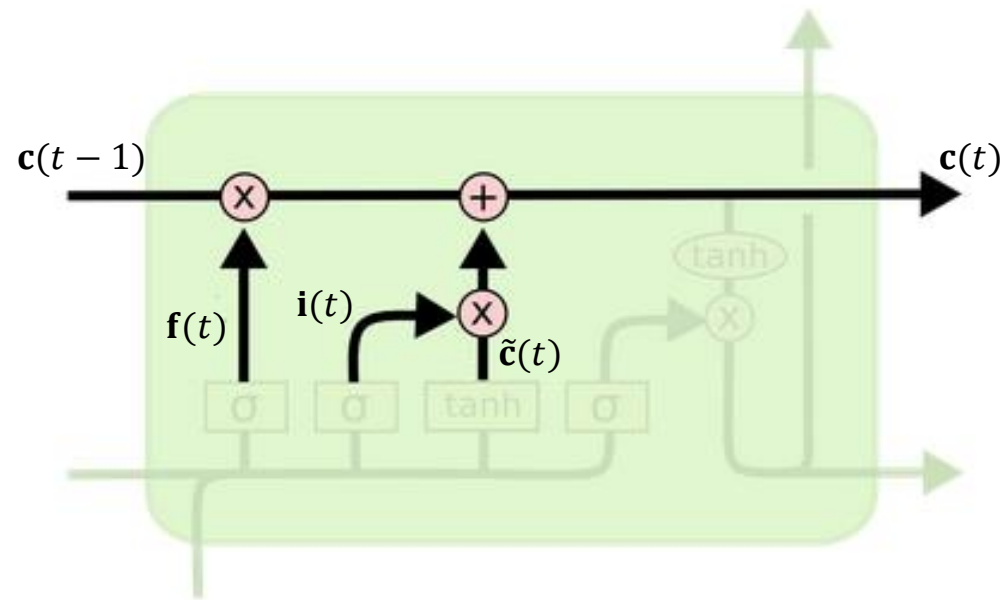 c(t − 1)
c(t)
x
+
tanh
i(t)
x
x
f(t)
c̃(t)
σ
σ
tanh
σ